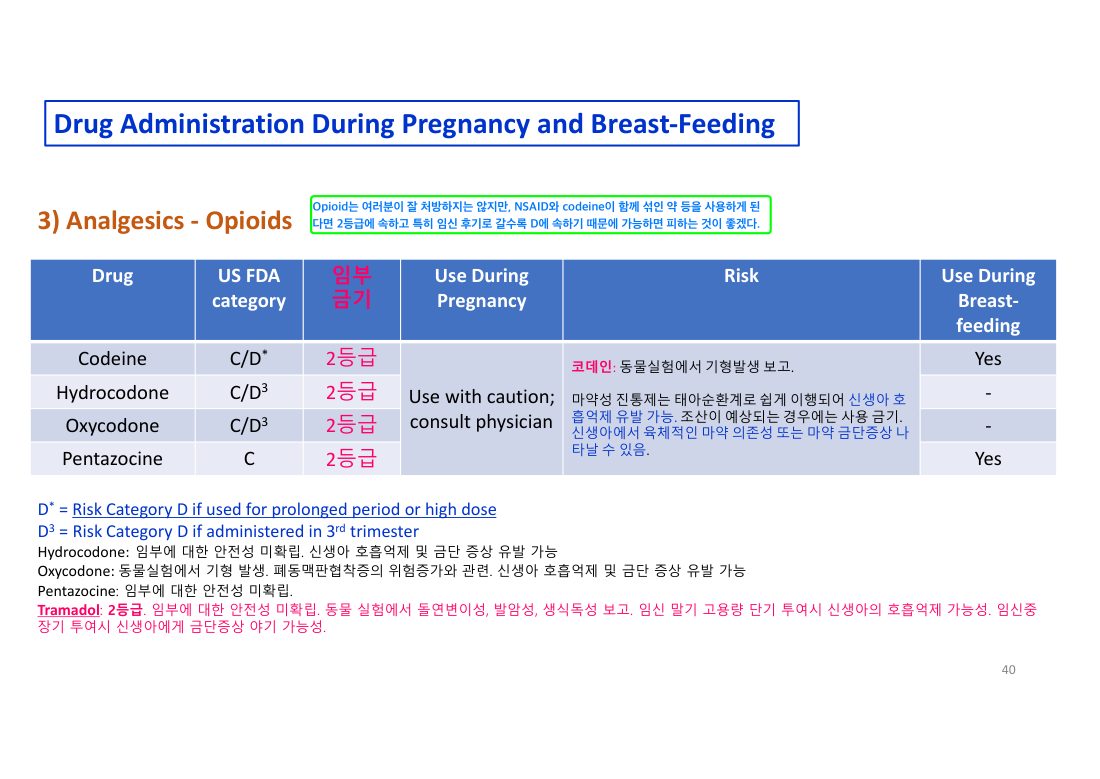 Drug Administration During Pregnancy and Breast-Feeding
3) Analgesics - Opioids
Opioid는 여러분이 잘 처방하지는 않지만, NSAID와 codeine이 함께 섞인 약 등을 사용하게 된
다면 2등급에 속하고 특히 임신 후기로 갈수록 D에 속하기 때문에 가능하면 피하는 것이 좋겠다.
Drug US FDA category 임부 금기 Use During Pregnancy Risk Use During Breast-feeding
Codeine C/D* 2등급 Yes
Hydrocodone C/D3 2등급 -
Oxycodone C/D3 2등급 -
Pentazocine C 2등급 Yes
Use with caution;
consult physician
코데인: 동물실험에서 기형발생 보고.
마약성 진통제는 태아순환계로 쉽게 이행되어 신생아 호
흡억제 유발 가능. 조산이 예상되는 경우에는 사용 금기.
신생아에서 육체적인 마약 의존성 또는 마약 금단증상 나
타날 수 있음.
D* = Risk Category D if used for prolonged period or high dose
D3 = Risk Category D if administered in 3rd trimester
Hydrocodone: 임부에 대한 안전성 미확립. 신생아 호흡억제 및 금단 증상 유발 가능
Oxycodone: 동물실험에서 기형 발생. 폐동맥판협착증의 위험증가와 관련. 신생아 호흡억제 및 금단 증상 유발 가능
Pentazocine: 임부에 대한 안전성 미확립.
Tramadol: 2등급. 임부에 대한 안전성 미확립. 동물 실험에서 돌연변이성, 발암성, 생식독성 보고. 임신 말기 고용량 단기 투여시 신생아의 호흡억제 가능성. 임신중
장기 투여시 신생아에게 금단증상 야기 가능성.
40